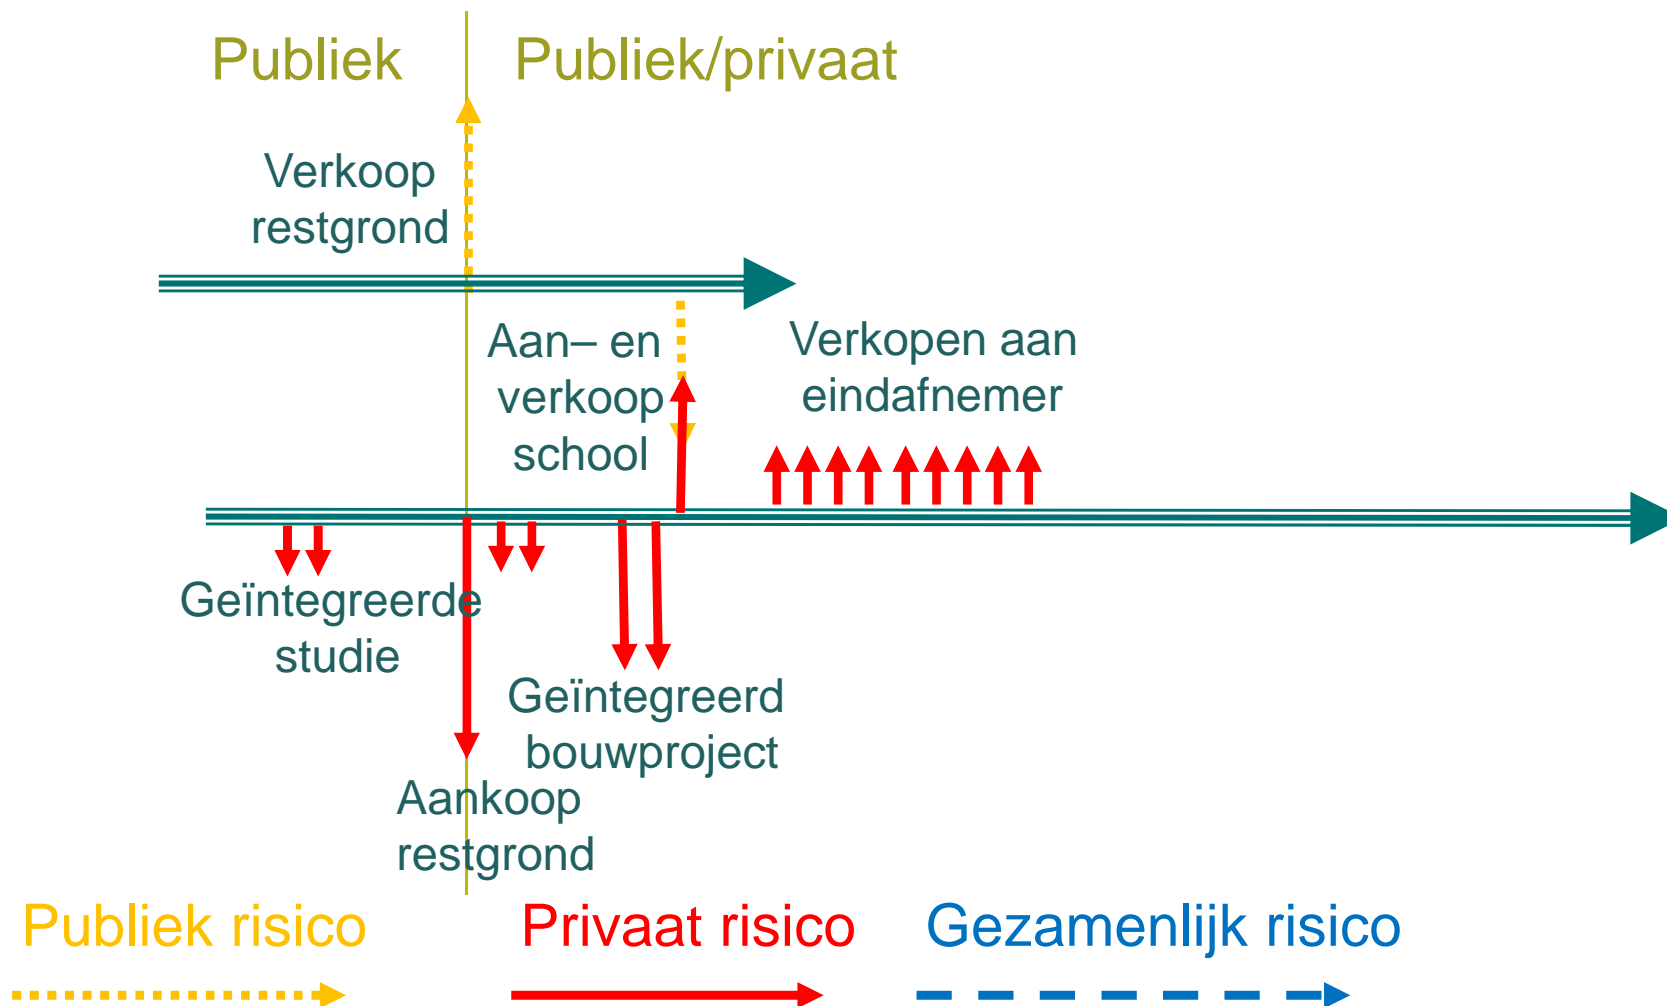 Publiek
Publiek/privaat
Verkoop
restgrond
Aan– en
verkoop
school
Verkopen aan
eindafnemer
Geïntegreerde
studie
Geïntegreerd
bouwproject
Aankoop
restgrond
Publiek risico
Privaat risico
Gezamenlijk risico